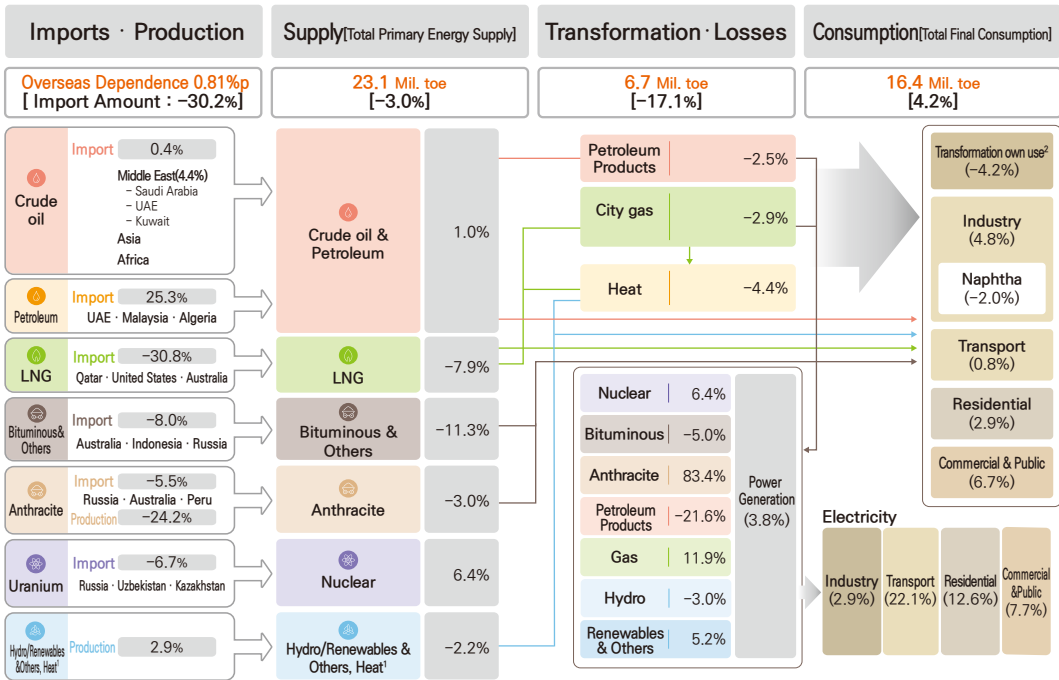 Imports · Production
Supply[Total Primary Energy Supply]
Transformation · Losses
Consumption[Total Final Consumption]
Overseas Dependence 0.81%p
[ Import Amount : -30.2%]
23.1 Mil. toe
[-3.0%]
6.7 Mil. toe
[-17.1%]
16.4 Mil. toe
[4.2%]
Crude
oil
Import 0.4%
Middle East(4.4%)
- Saudi Arabia
- UAE
- Kuwait
Asia
Africa
Petroleum
Import 25.3%
UAE · Malaysia · Algeria
LNG
Import -30.8%
Qatar · United States · Australia
Bituminous&
Others
Import -8.0%
Australia · Indonesia · Russia
Anthracite
Import -5.5%
Russia · Australia · Peru
Production -24.2%
Uranium
Import -6.7%
Russia · Uzbekistan · Kazakhstan
Hydro/Renewables
&Others, Heat¹
Production 2.9%
Crude oil &
Petroleum
1.0%
LNG
-7.9%
Bituminous &
Others
-11.3%
Anthracite
-3.0%
Nuclear
6.4%
Hydro/Renewables &
Others, Heat¹
-2.2%
Petroleum
Products
-2.5%
City gas
-2.9%
Heat
-4.4%
Nuclear 6.4%
Bituminous -5.0%
Anthracite 83.4%
Petroleum
Products -21.6%
Gas 11.9%
Hydro -3.0%
Renewables
& Others 5.2%
Power
Generation
(3.8%)
Transformation own use²
(-4.2%)
Industry
(4.8%)
Naphtha
(-2.0%)
Transport
(0.8%)
Residential
(2.9%)
Commercial & Public
(6.7%)
Electricity
Industry
(2.9%)
Transport
(22.1%)
Residential
(12.6%)
Commercial
&Public
(7.7%)